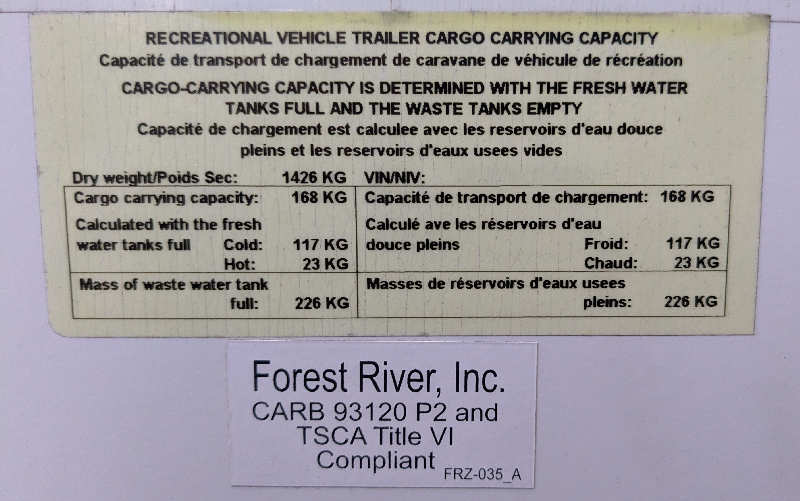 RECREATIONAL VEHICLE TRAILER CARGO CARRYING CAPACITY
Capacité de transport de chargement de caravane de véhicule de récréation
CARGO-CARRYING CAPACITY IS DETERMINED WITH THE FRESH WATER
TANKS FULL AND THE WASTE TANKS EMPTY
Capacité de chargement est calculee avec les reservoirs d'eau douce
pleins et les reservoirs d'eaux usees vides
Dry weight/Poids Sec: 1426 KG VIN/NIV:
Cargo carrying capacity: 168 KG Capacité de transport de chargement: 168 KG
Calculated with the fresh Calculé ave les réservoirs d'eau
water tanks full Cold: 117 KG douce pleins Froid: 117 KG
Hot: 23 KG Chaud: 23 KG
Mass of waste water tank Masses de réservoirs d'eaux usees
full: 226 KG pleins: 226 KG
Forest River, Inc.
CARB 93120 P2 and
TSCA Title VI
Compliant FRZ-035_A